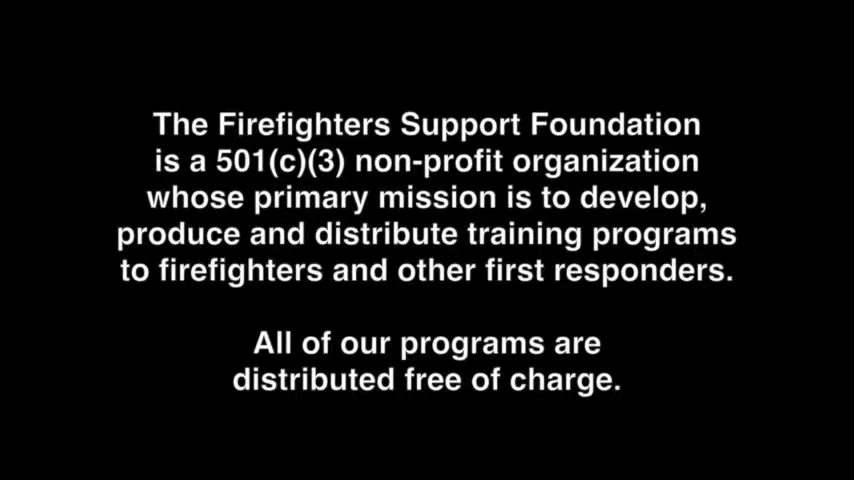 The Firefighters Support Foundation
is a 501(c)(3) non-profit organization
whose primary mission is to develop,
produce and distribute training programs
to firefighters and other first responders.
All of our programs are
distributed free of charge.